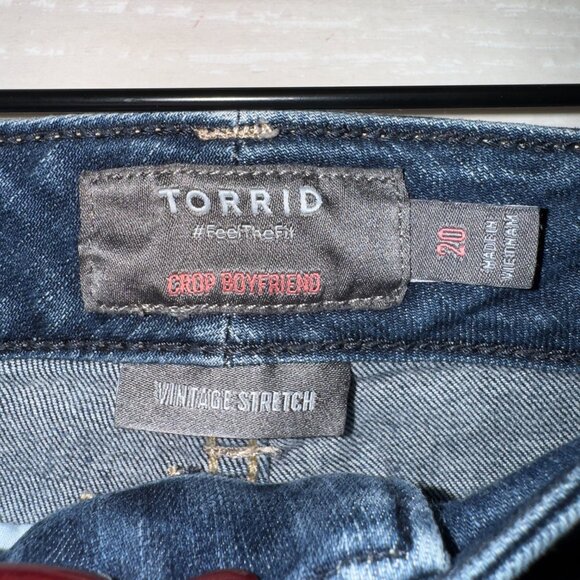 TORRID
#FeelTheFit
CROP BOYFRIEND
20
MADE IN
VIETNAM
VINTAGE STRETCH